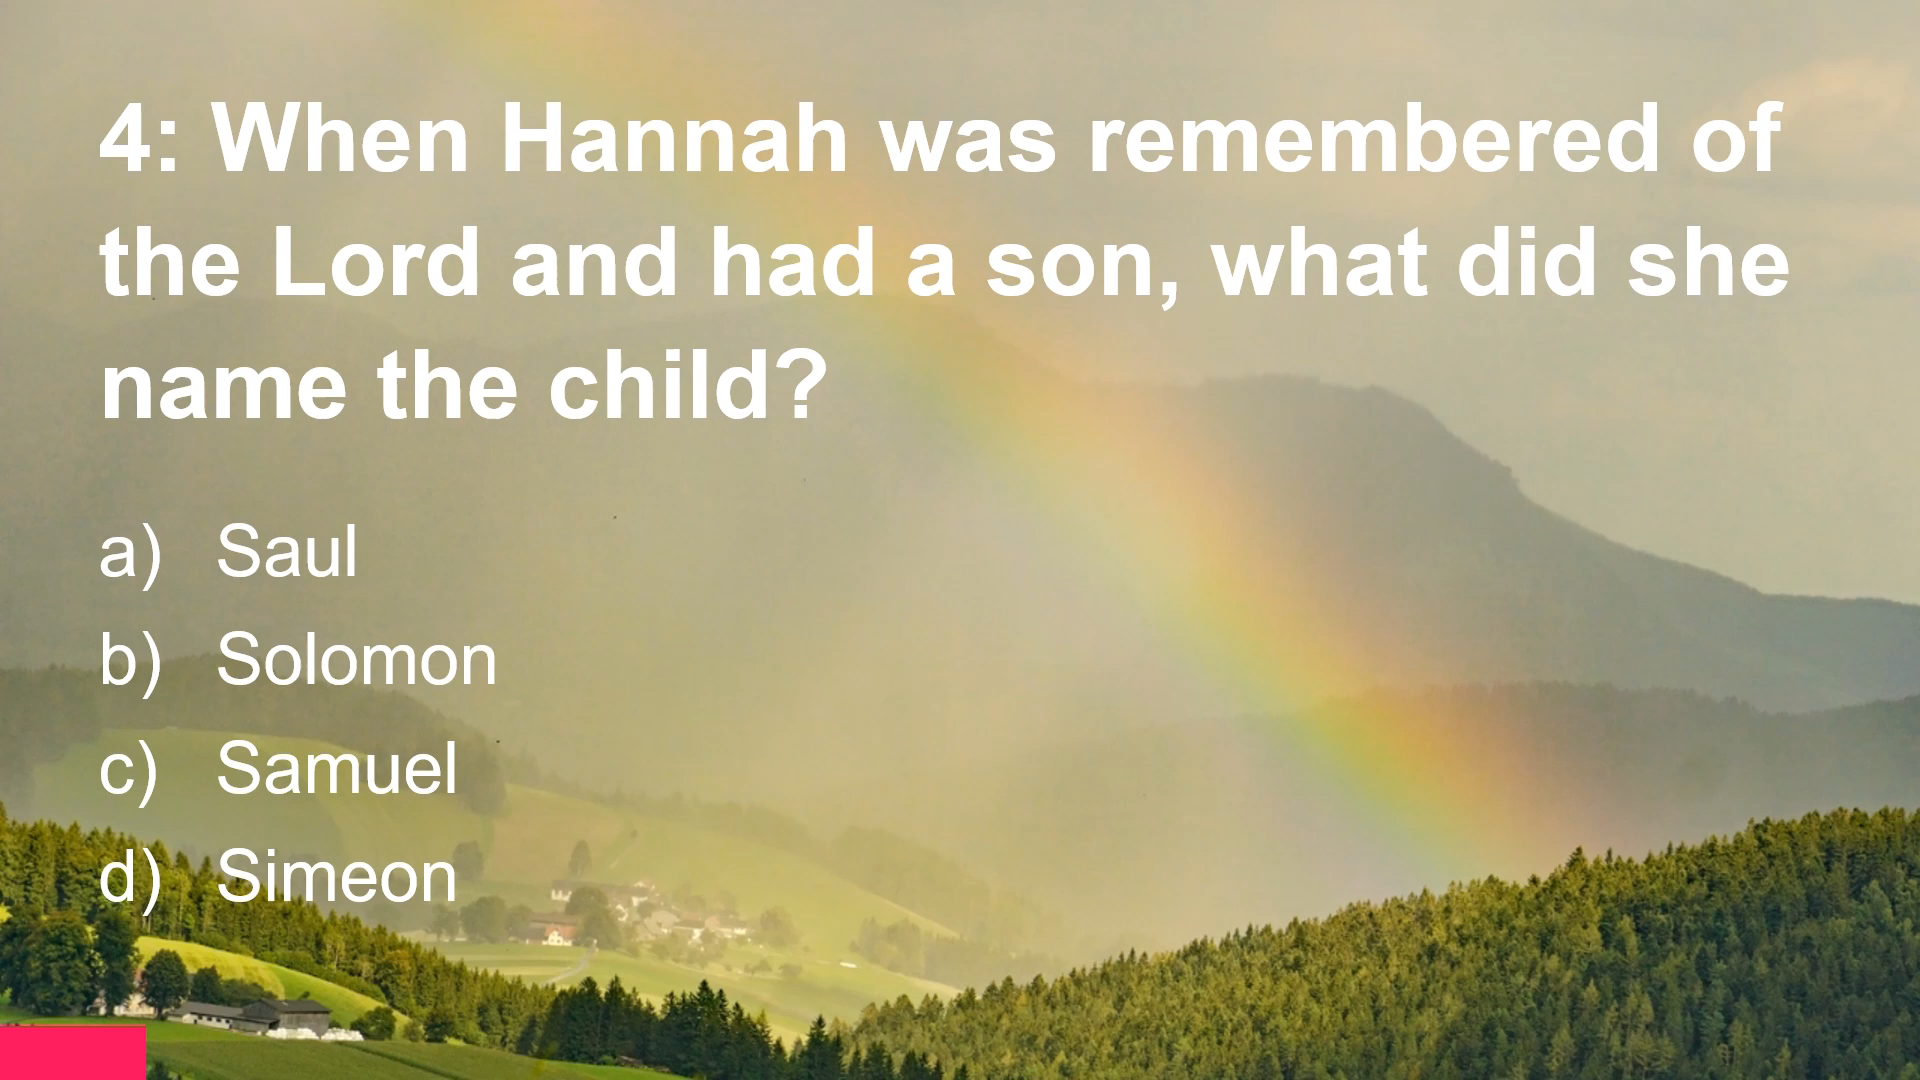 4: When Hannah was remembered of
the Lord and had a son, what did she
name the child?
a) Saul
b) Solomon
c) Samuel
d) Simeon